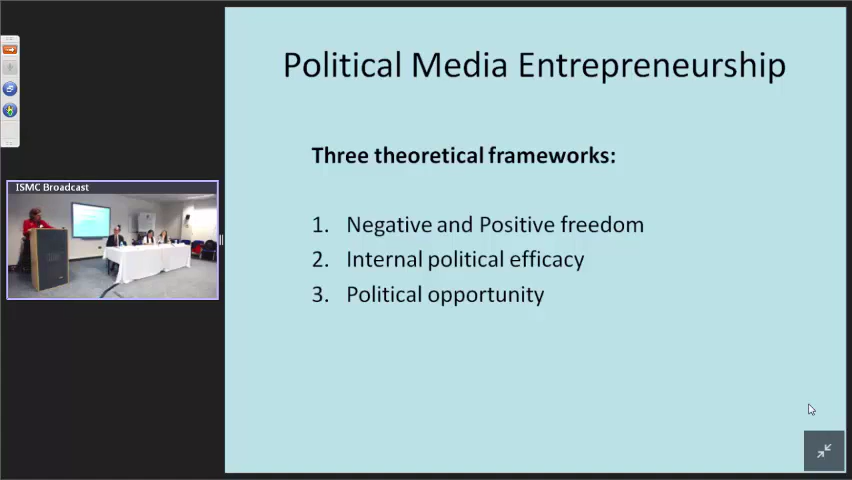 Political Media Entrepreneurship
Three theoretical frameworks:
1. Negative and Positive freedom
2. Internal political efficacy
3. Political opportunity
ISMC Broadcast